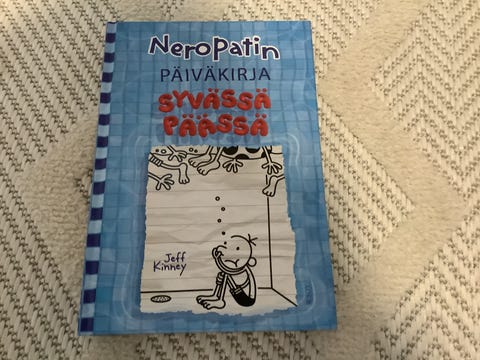 Neropatin
PÄIVÄKIRJA
SYVÄSSÄ
PÄÄSSÄ
Jeff
Kinney